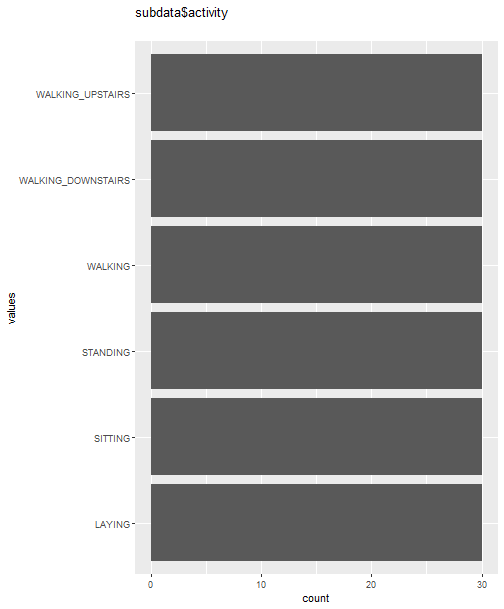 subdata$activity
WALKING_UPSTAIRS
WALKING_DOWNSTAIRS
WALKING
STANDING
SITTING
LAYING
values
0 10 20 30
count